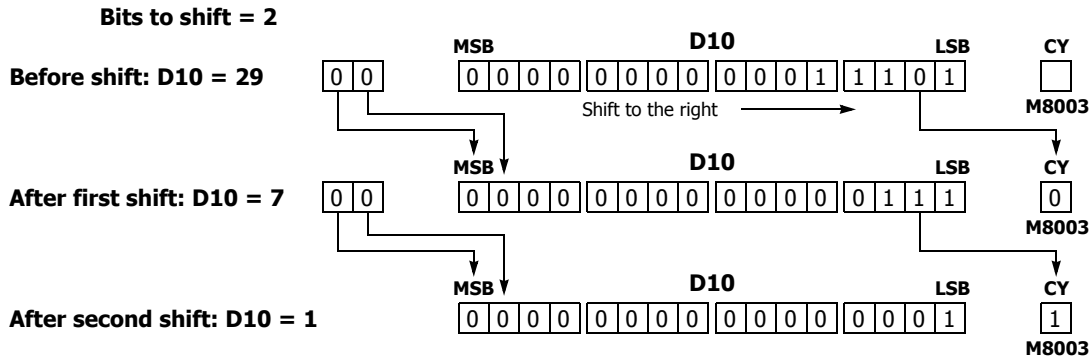 Bits to shift = 2
MSB D10 LSB CY
Before shift: D10 = 29 0 0 0 0 0 0 0 0 0 0 0 0 0 1 1 1 0 1
Shift to the right M8003
MSB D10 LSB CY
After first shift: D10 = 7 0 0 0 0 0 0 0 0 0 0 0 0 0 0 0 1 1 1 0
M8003
MSB D10 LSB CY
After second shift: D10 = 1 0 0 0 0 0 0 0 0 0 0 0 0 0 0 0 1 1
M8003